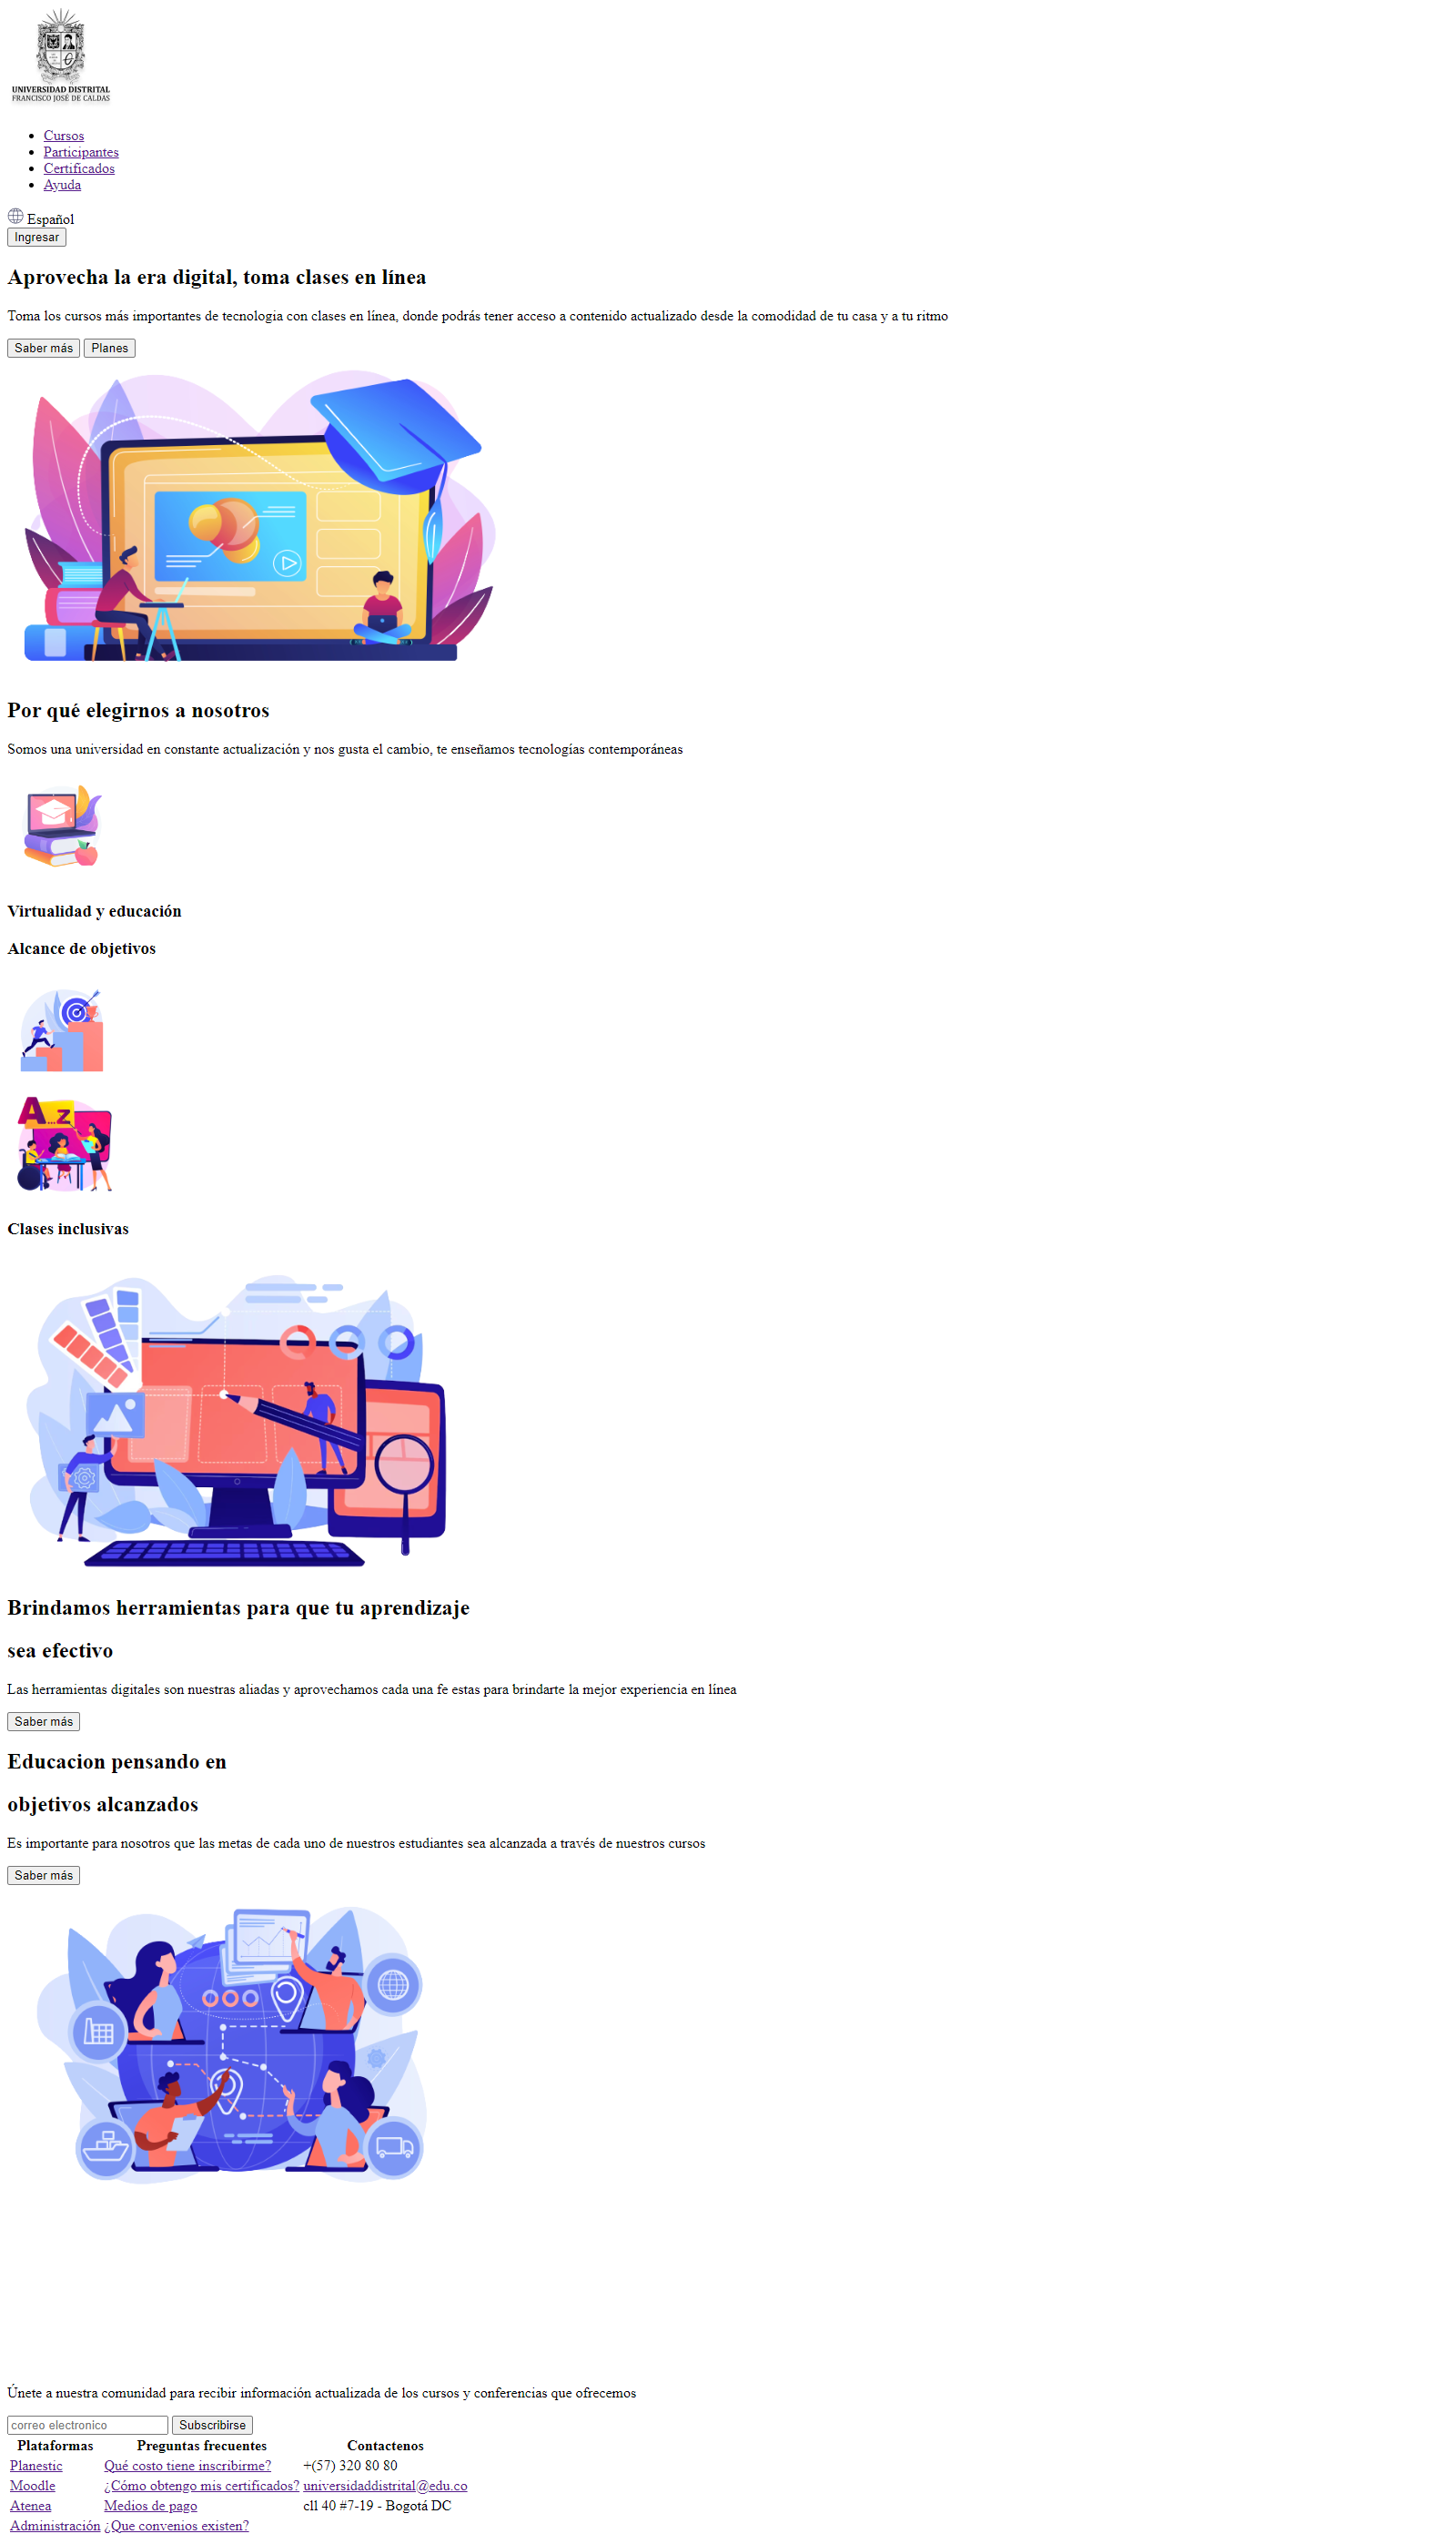 UNIVERSIDAD DISTRITAL
FRANCISCO JOSÉ DE CALDAS
Cursos
Participantes
Certificados
Ayuda
Español
Ingresar
Aprovecha la era digital, toma clases en línea
Toma los cursos más importantes de tecnologia con clases en línea, donde podrás tener acceso a contenido actualizado desde la comodidad de tu casa y a tu ritmo
Saber más Planes
Por qué elegirnos a nosotros
Somos una universidad en constante actualización y nos gusta el cambio, te enseñamos tecnologías contemporáneas
Virtualidad y educación
Alcance de objetivos
A...z
Clases inclusivas
Brindamos herramientas para que tu aprendizaje
sea efectivo
Las herramientas digitales son nuestras aliadas y aprovechamos cada una fe estas para brindarte la mejor experiencia en línea
Saber más
Educacion pensando en
objetivos alcanzados
Es importante para nosotros que las metas de cada uno de nuestros estudiantes sea alcanzada a través de nuestros cursos
Saber más
Únete a nuestra comunidad para recibir información actualizada de los cursos y conferencias que ofrecemos
correo electronico Subscribirse
Plataformas Preguntas frecuentes Contactenos
Planestic Qué costo tiene inscribirme? +(57) 320 80 80
Moodle ¿Cómo obtengo mis certificados? universidaddistrital@edu.co
Atenea Medios de pago cll 40 #7-19 - Bogotá DC
Administración ¿Que convenios existen?